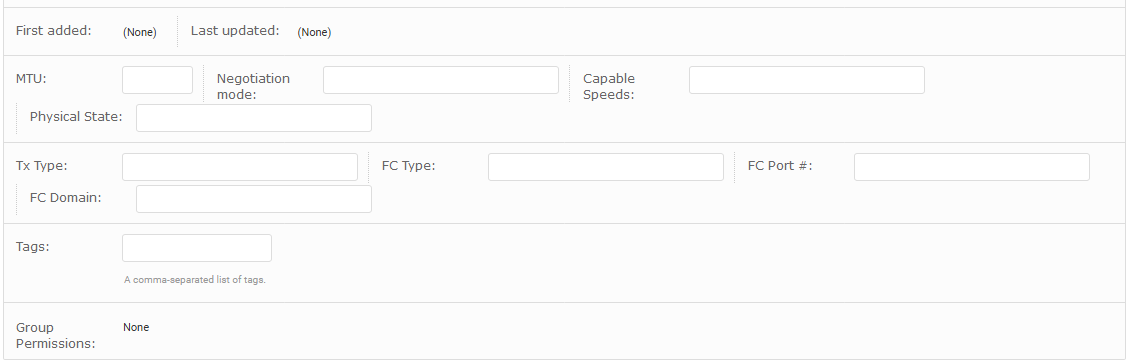 First added: (None) Last updated: (None)
MTU: Negotiation mode: Capable Speeds:
Physical State:
Tx Type: FC Type: FC Port #:
FC Domain:
Tags:
A comma-separated list of tags.
Group Permissions: None